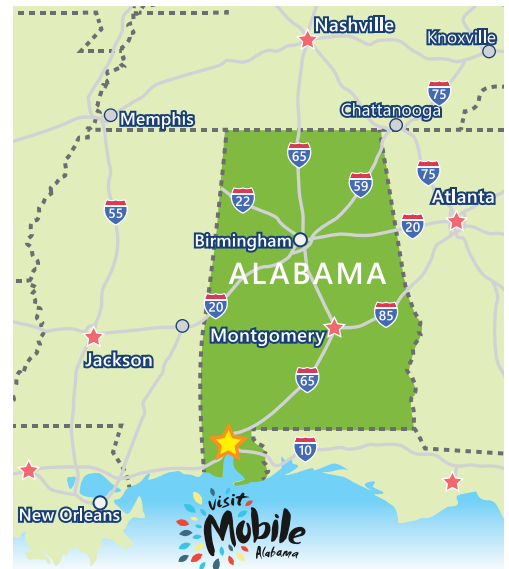 Nashville
Knoxville
75
Chattanooga
Memphis
65
75
59
22
Atlanta
55
20
Birmingham
ALABAMA
20
85
Montgomery
Jackson
65
10
New Orleans
visit
Mobile
Alabama